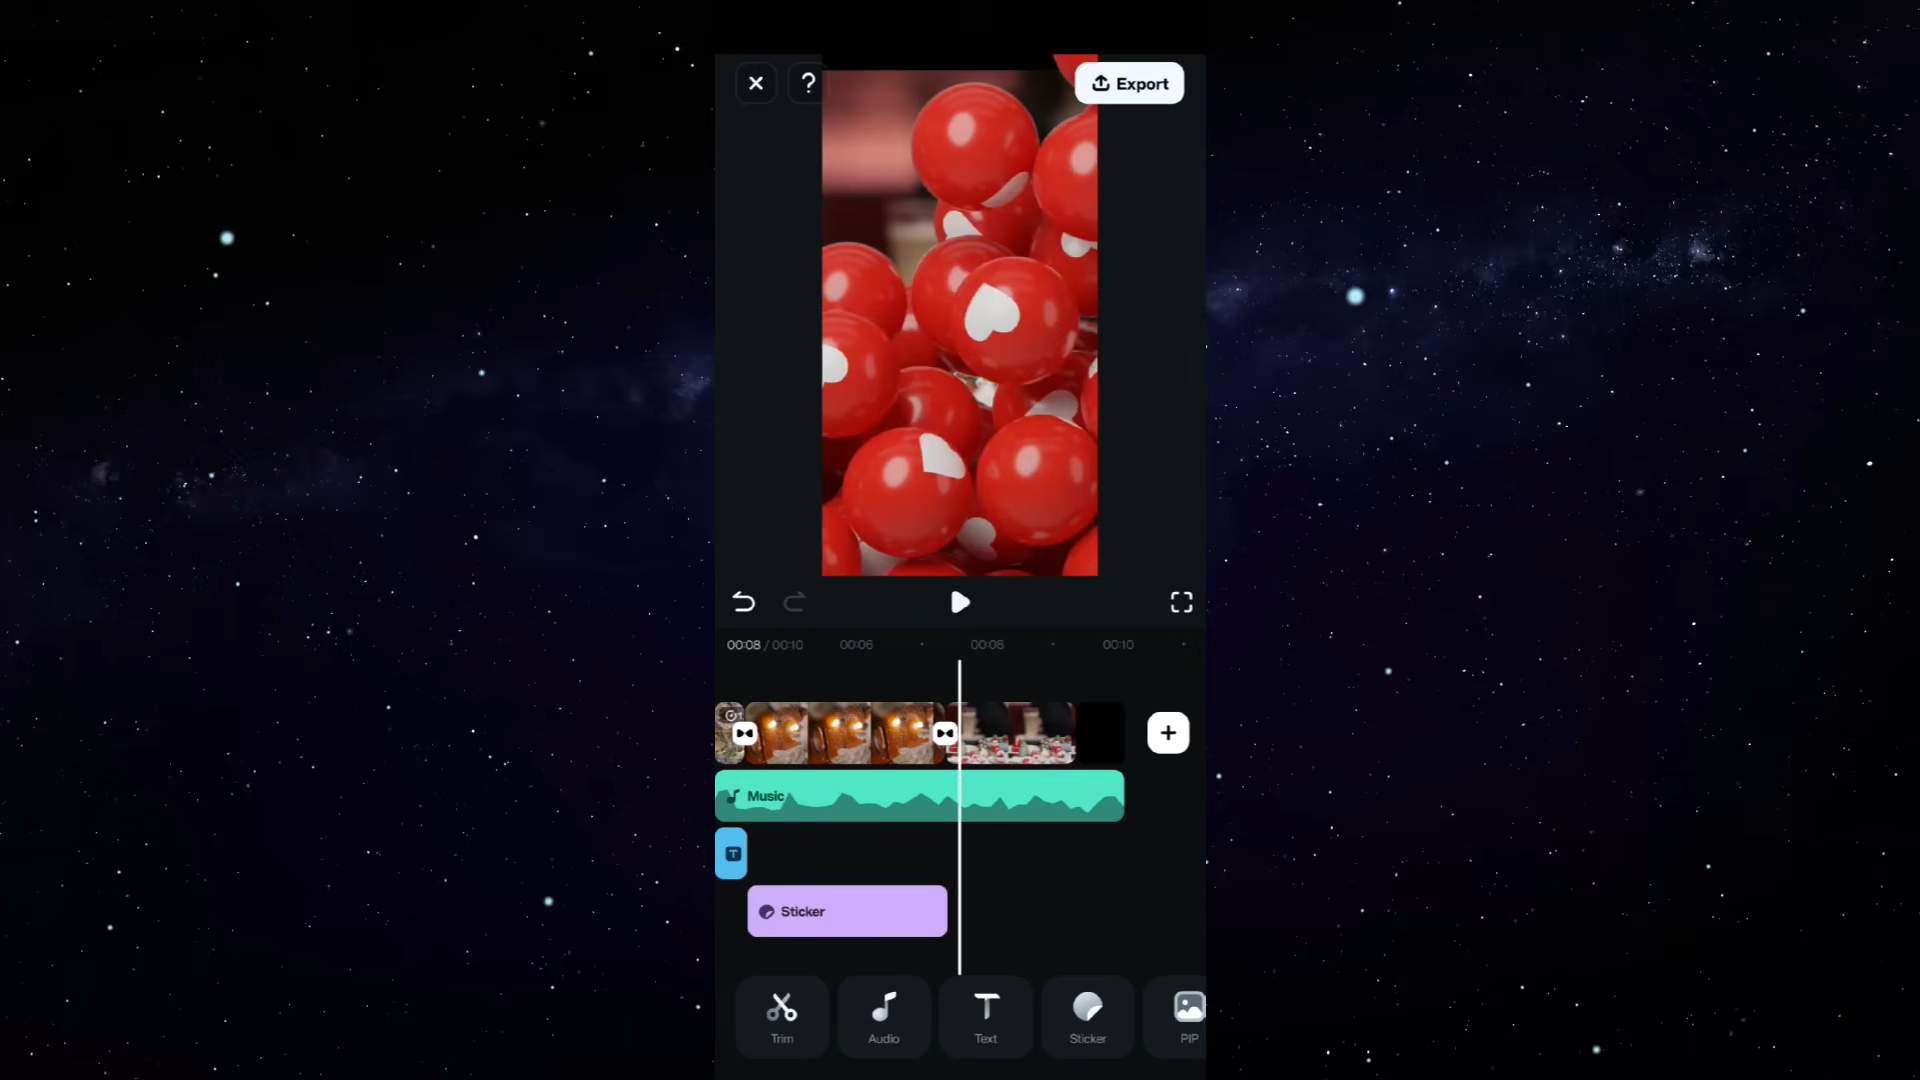 ?
Export
00:08 / 00:10 00:06 00:08 00:10
Music
T
Sticker
Trim Audio Text Sticker PIP